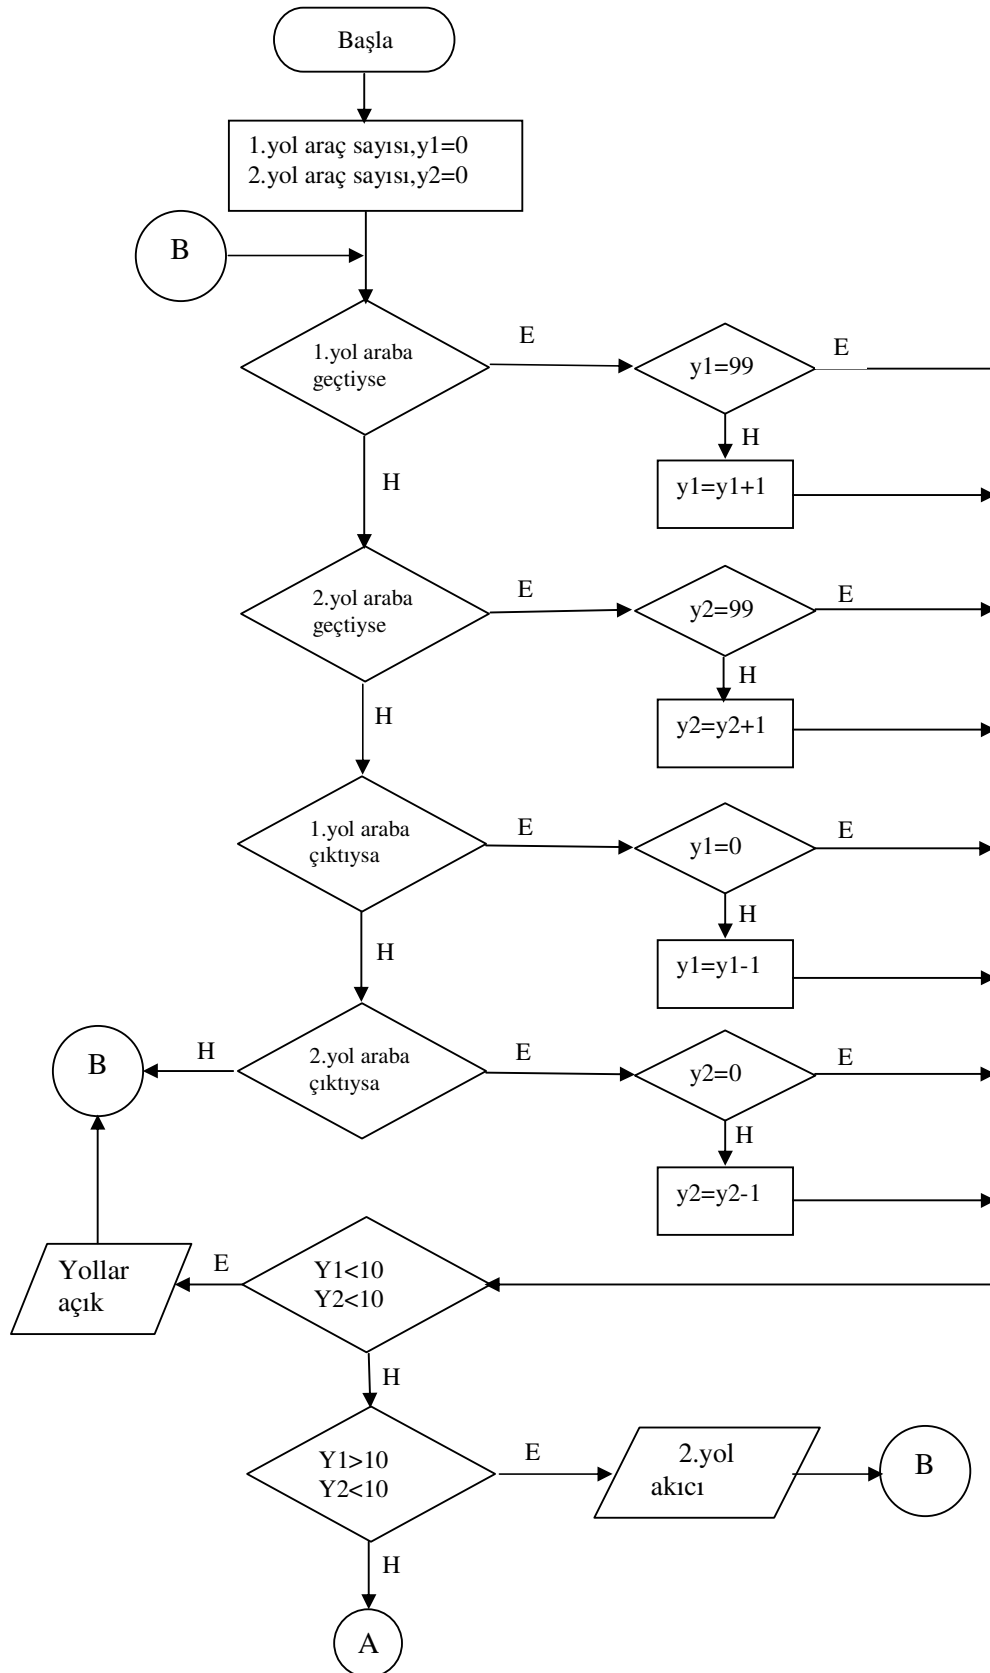 Başla
1.yol araç sayısı,y1=0
2.yol araç sayısı,y2=0
B
1.yol araba
geçtiyse
E
y1=99
E
H
y1=y1+1
H
2.yol araba
geçtiyse
E
y2=99
E
H
y2=y2+1
H
1.yol araba
çıktıysa
E
y1=0
E
H
y1=y1-1
H
B
H
2.yol araba
çıktıysa
E
y2=0
E
H
y2=y2-1
Yollar
açık
E
Y1<10
Y2<10
H
Y1>10
Y2<10
E
2.yol
akıcı
B
H
A